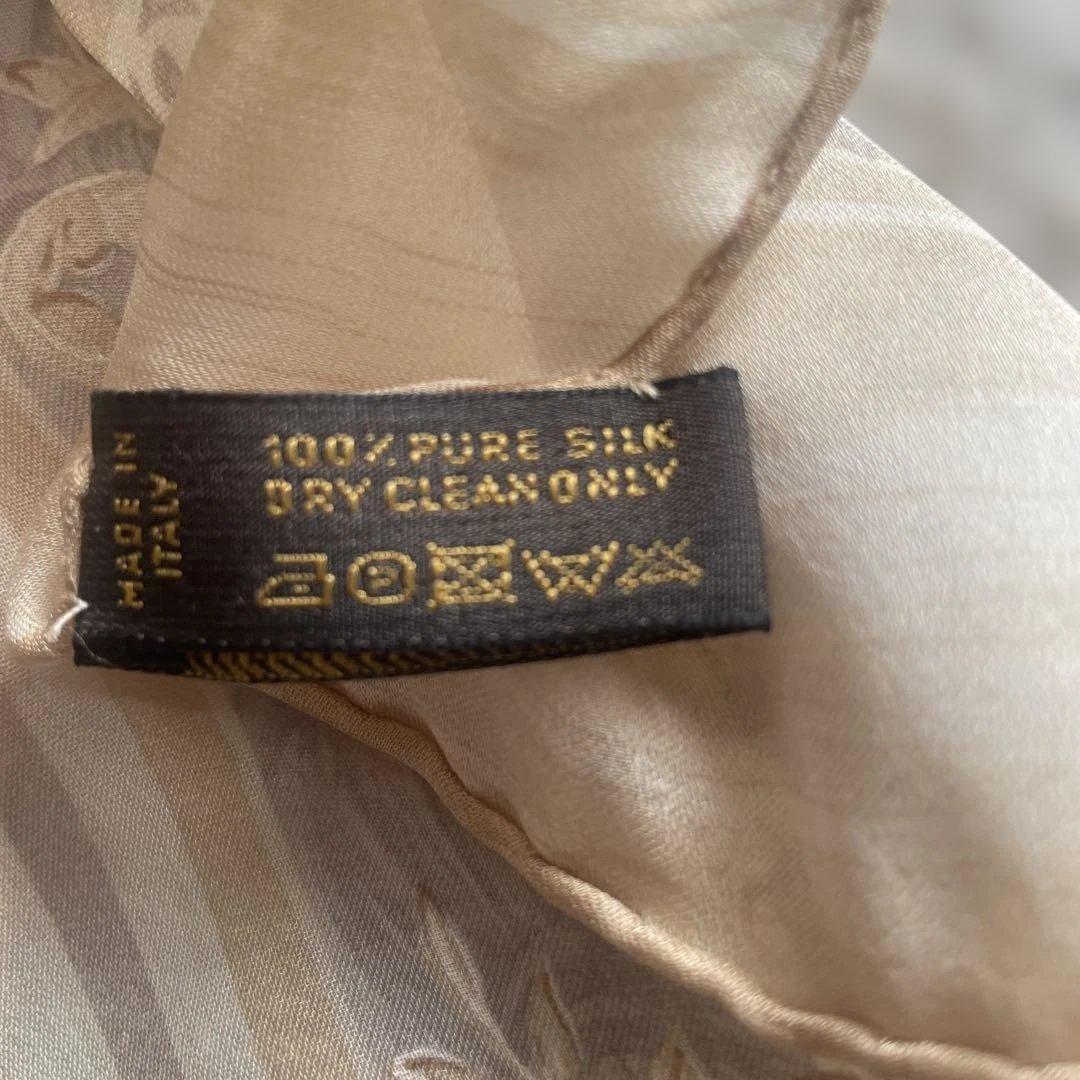 100% PURE SILK
DRY CLEAN ONLY
MADE IN
ITALY